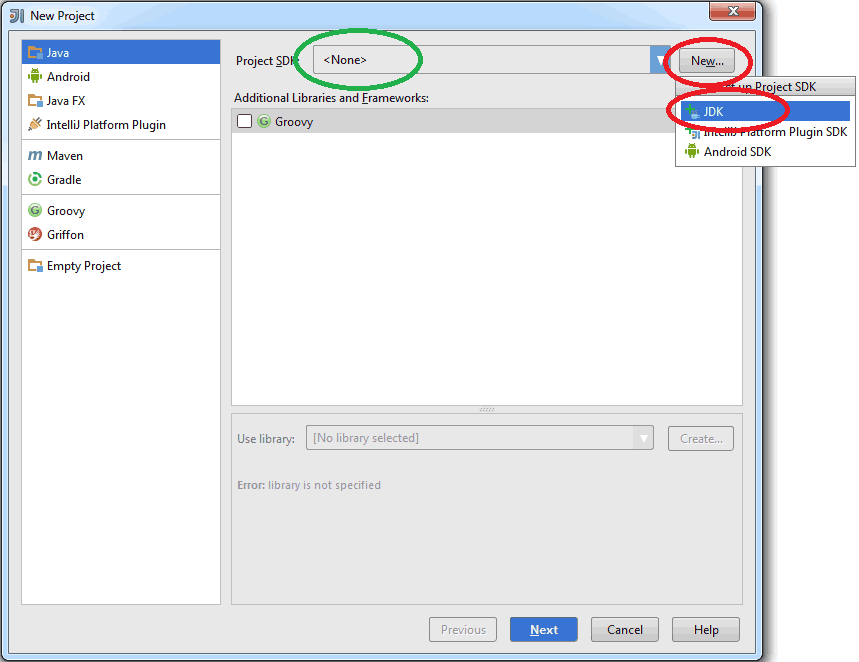 New Project
Java
Android
Java FX
IntelliJ Platform Plugin
Maven
Gradle
Groovy
Griffon
Empty Project
Project SDK: <None> New...
Additional Libraries and Frameworks:
Groovy
up Project SDK
JDK
IntelliJ Platform Plugin SDK
Android SDK
Use library: [No library selected] Create...
Error: library is not specified
Previous Next Cancel Help